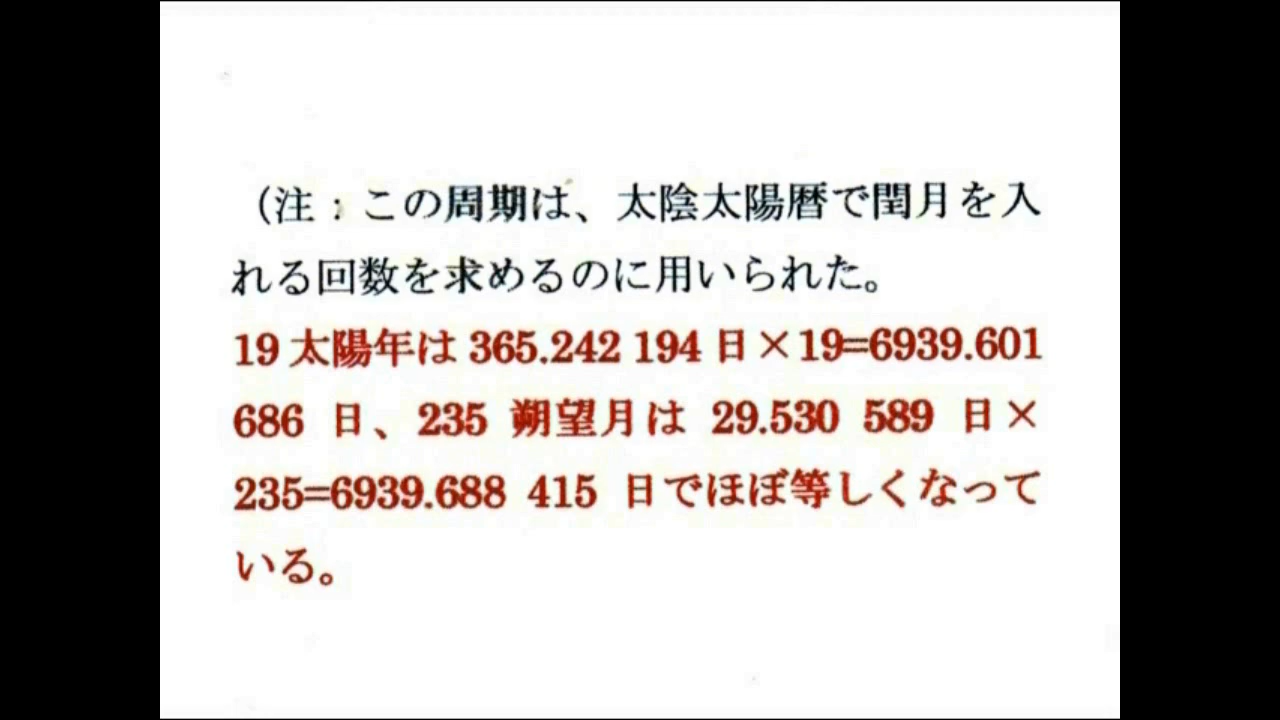 （注：この周期は、太陰太陽暦で閏月を入
れる回数を求めるのに用いられた。
19 太陽年は 365.242 194 日×19=6939.601
686 日、235 朔望月は 29.530 589 日×
235=6939.688 415 日でほぼ等しくなって
いる。